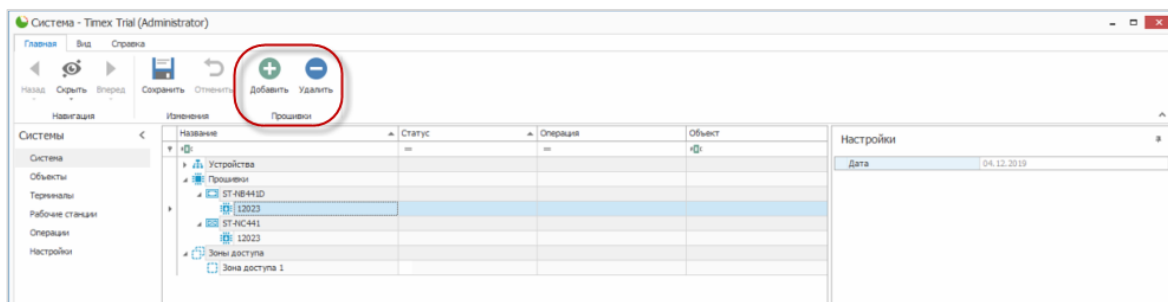 Система - Timex Trial (Administrator)
Главная Вид Справка
Назад Скрыть Вперед Сохранить Отменить Добавить Удалить
Навигация Изменения Прошивки
Системы
Название Статус Операция Объект
Настройки
Система
Объекты
Терминалы
Рабочие станции
Операции
Настройки
Устройства
Прошивки
ST-NB441D
12023
ST-NC441
12023
Зоны доступа
Зона доступа 1
Дата 04.12.2019